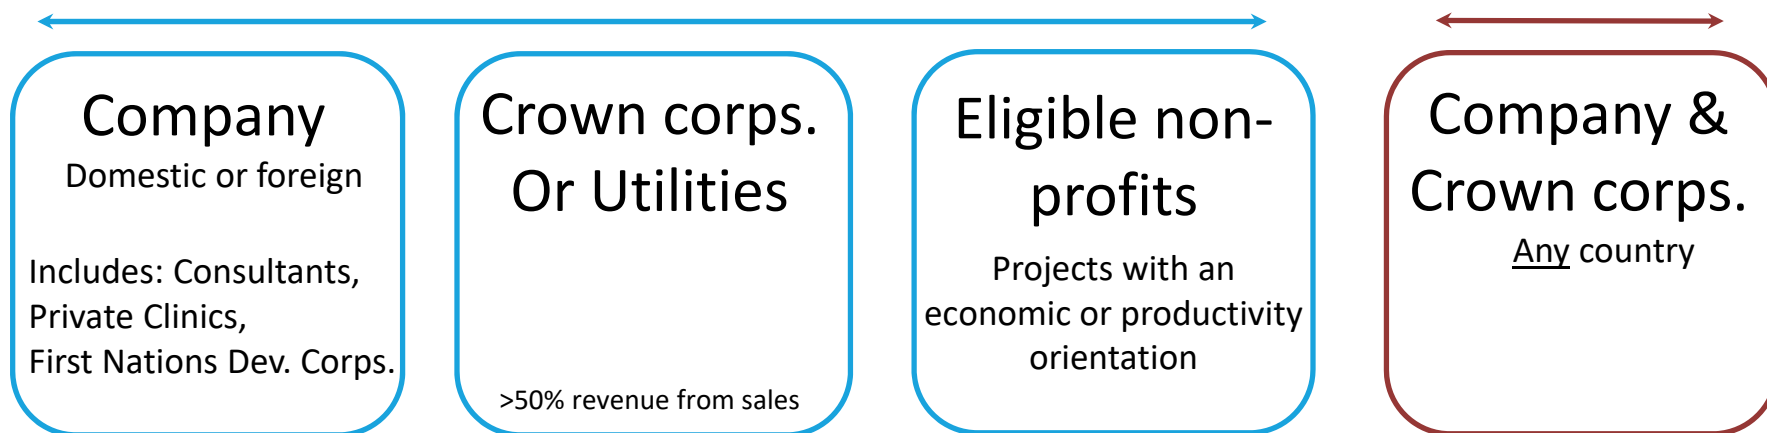 Company
Domestic or foreign
Includes: Consultants,
Private Clinics,
First Nations Dev. Corps.
Crown corps.
Or Utilities
>50% revenue from sales
Eligible non-
profits
Projects with an
economic or productivity
orientation
Company &
Crown corps.
Any country